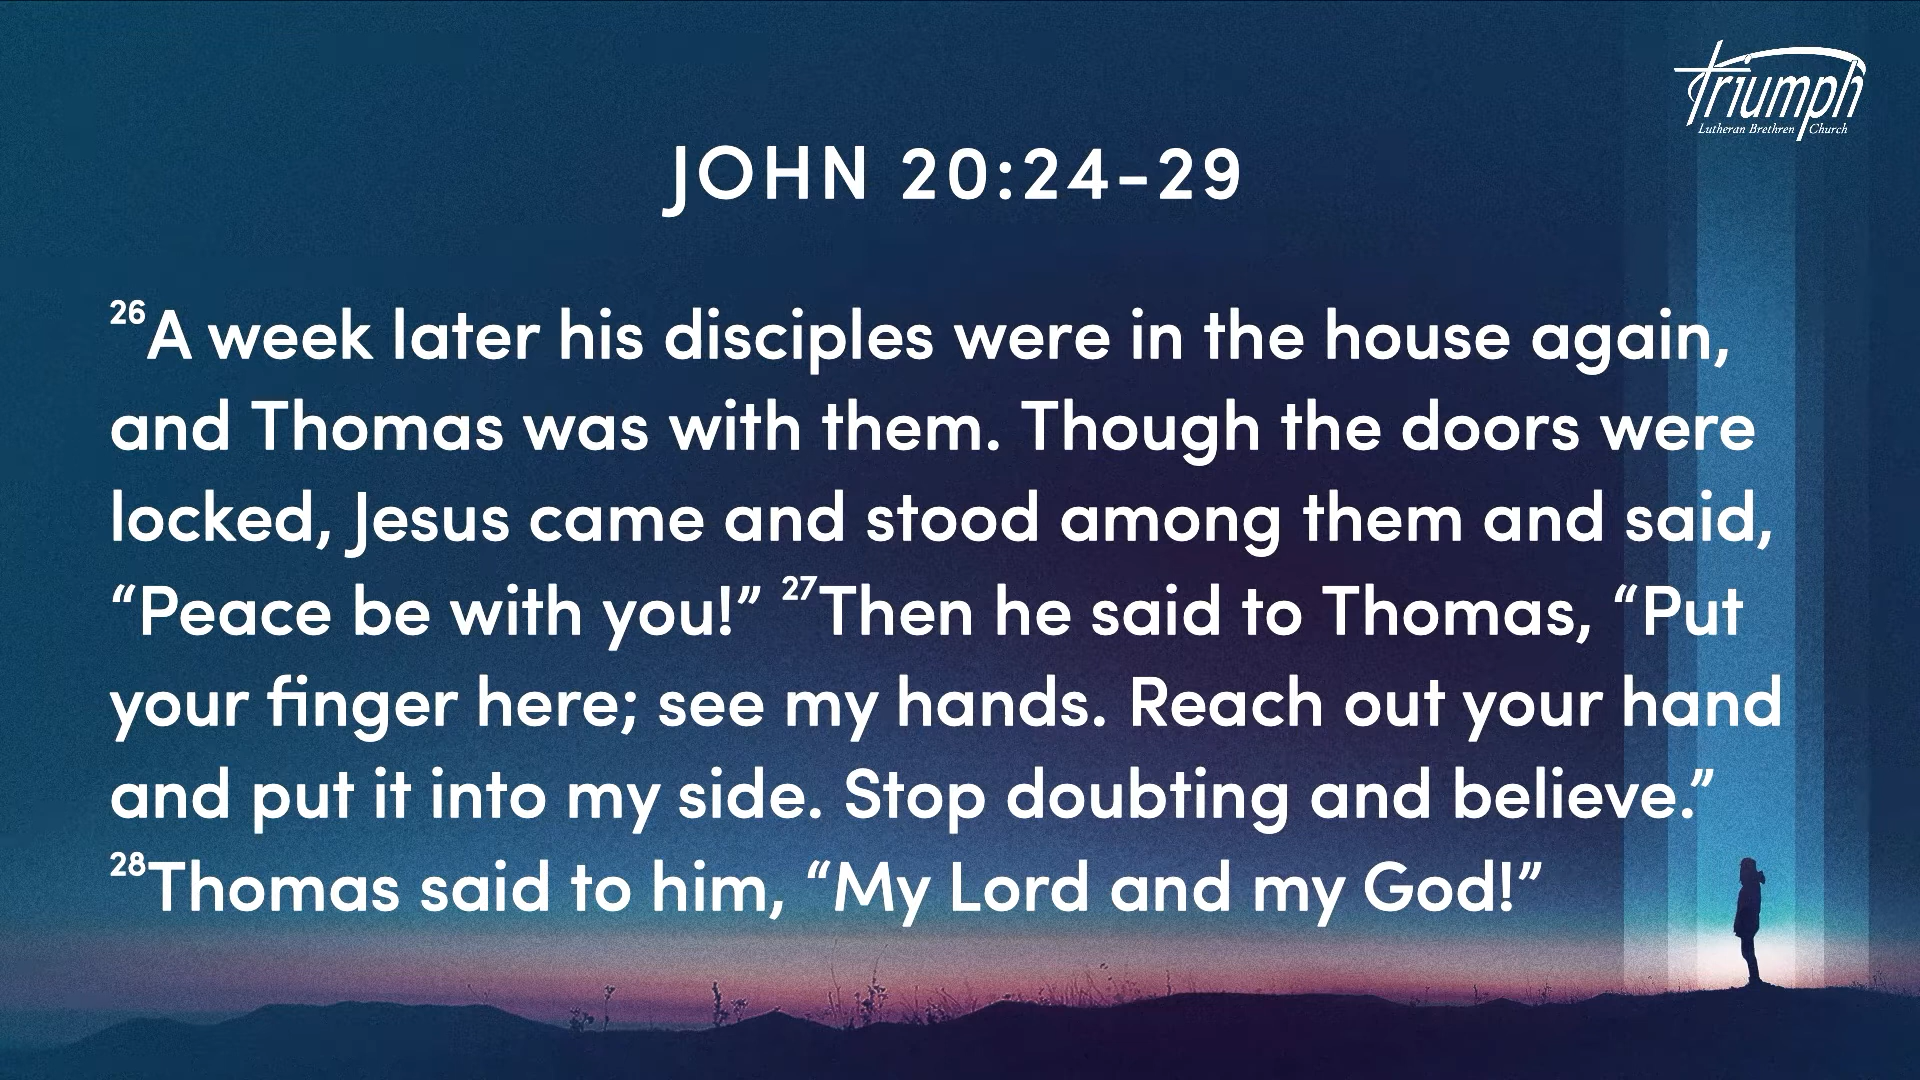 triumph
Lutheran Brethren Church
JOHN 20:24-29
26A week later his disciples were in the house again,
and Thomas was with them. Though the doors were
locked, Jesus came and stood among them and said,
“Peace be with you!” 27Then he said to Thomas, “Put
your finger here; see my hands. Reach out your hand
and put it into my side. Stop doubting and believe.”
28Thomas said to him, “My Lord and my God!”